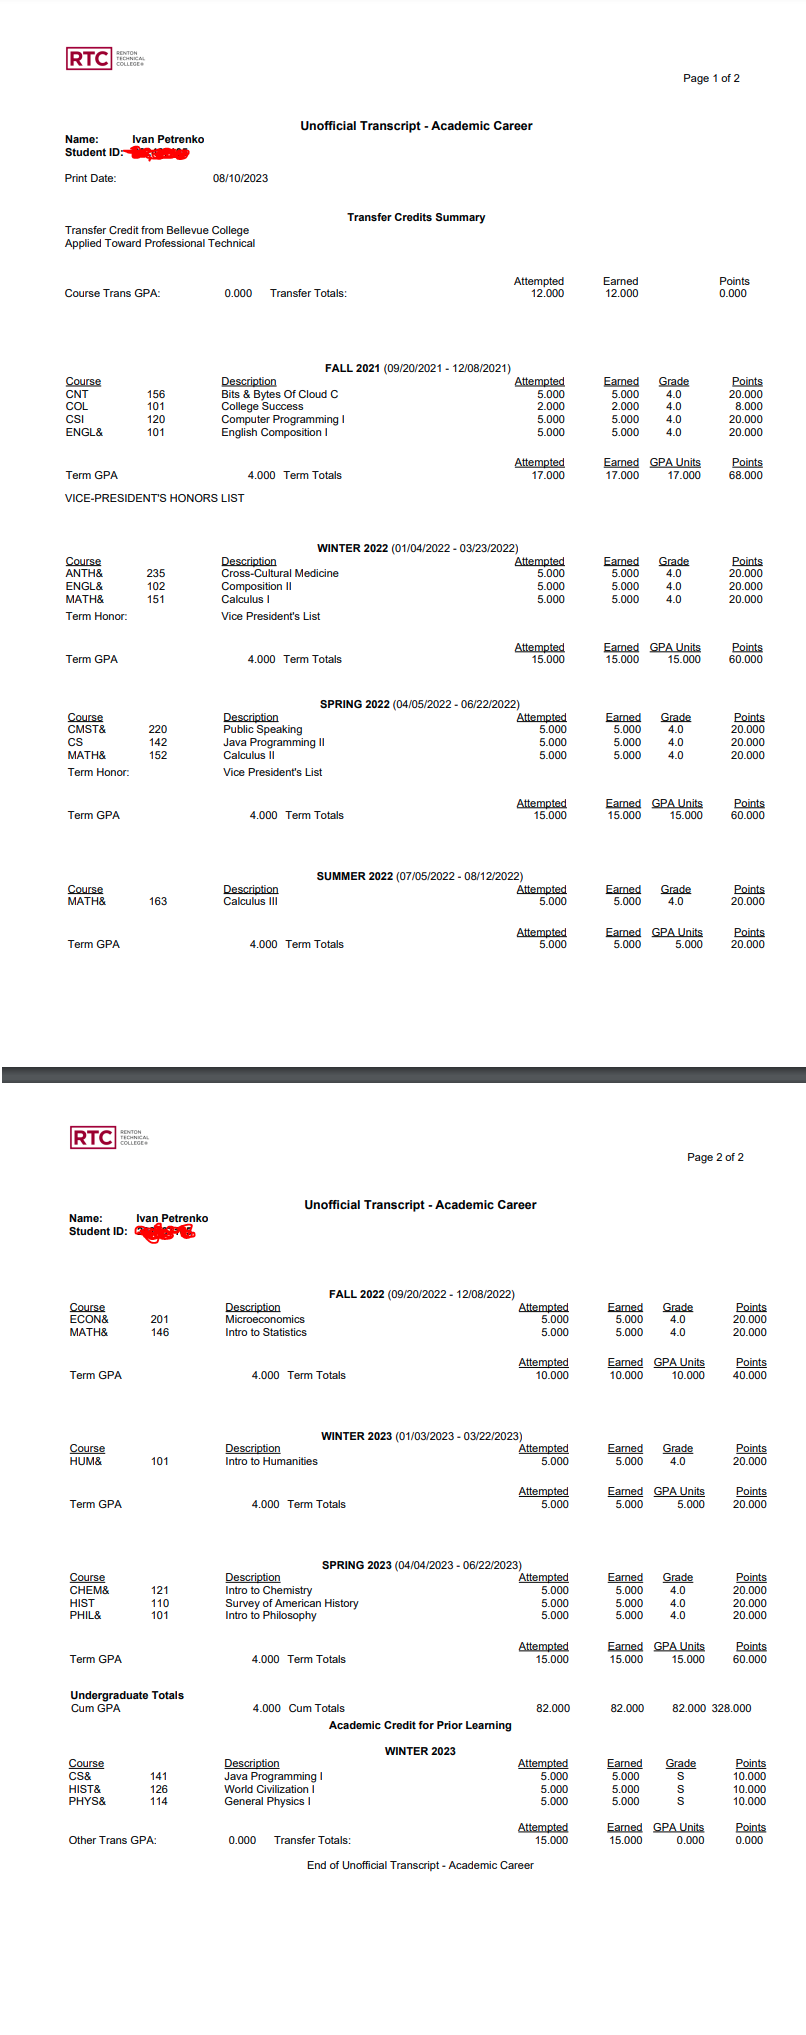 RTC RENTON
TECHNICAL
COLLEGE
Page 1 of 2
Unofficial Transcript - Academic Career
Name: Ivan Petrenko
Student ID:
Print Date: 08/10/2023
Transfer Credits Summary
Transfer Credit from Bellevue College
Applied Toward Professional Technical
Attempted Earned Points
Course Trans GPA: 0.000 Transfer Totals: 12.000 12.000 0.000
FALL 2021 (09/20/2021 - 12/08/2021)
Course Description Attempted Earned Grade Points
CNT 156 Bits & Bytes Of Cloud C 5.000 5.000 4.0 20.000
COL 101 College Success 2.000 2.000 4.0 8.000
CSI 120 Computer Programming I 5.000 5.000 4.0 20.000
ENGL& 101 English Composition I 5.000 5.000 4.0 20.000
Attempted Earned GPA Units Points
Term GPA 4.000 Term Totals 17.000 17.000 17.000 68.000
VICE-PRESIDENT'S HONORS LIST
WINTER 2022 (01/04/2022 - 03/23/2022)
Course Description Attempted Earned Grade Points
ANTH& 235 Cross-Cultural Medicine 5.000 5.000 4.0 20.000
ENGL& 102 Composition II 5.000 5.000 4.0 20.000
MATH& 151 Calculus I 5.000 5.000 4.0 20.000
Term Honor: Vice President's List
Attempted Earned GPA Units Points
Term GPA 4.000 Term Totals 15.000 15.000 15.000 60.000
SPRING 2022 (04/05/2022 - 06/22/2022)
Course Description Attempted Earned Grade Points
CMST& 220 Public Speaking 5.000 5.000 4.0 20.000
CS 142 Java Programming II 5.000 5.000 4.0 20.000
MATH& 152 Calculus II 5.000 5.000 4.0 20.000
Term Honor: Vice President's List
Attempted Earned GPA Units Points
Term GPA 4.000 Term Totals 15.000 15.000 15.000 60.000
SUMMER 2022 (07/05/2022 - 08/12/2022)
Course Description Attempted Earned Grade Points
MATH& 163 Calculus III 5.000 5.000 4.0 20.000
Attempted Earned GPA Units Points
Term GPA 4.000 Term Totals 5.000 5.000 5.000 20.000
RTC RENTON
TECHNICAL
COLLEGE
Page 2 of 2
Unofficial Transcript - Academic Career
Name: Ivan Petrenko
Student ID:
FALL 2022 (09/20/2022 - 12/08/2022)
Course Description Attempted Earned Grade Points
ECON& 201 Microeconomics 5.000 5.000 4.0 20.000
MATH& 146 Intro to Statistics 5.000 5.000 4.0 20.000
Attempted Earned GPA Units Points
Term GPA 4.000 Term Totals 10.000 10.000 10.000 40.000
WINTER 2023 (01/03/2023 - 03/22/2023)
Course Description Attempted Earned Grade Points
HUM& 101 Intro to Humanities 5.000 5.000 4.0 20.000
Attempted Earned GPA Units Points
Term GPA 4.000 Term Totals 5.000 5.000 5.000 20.000
SPRING 2023 (04/04/2023 - 06/22/2023)
Course Description Attempted Earned Grade Points
CHEM& 121 Intro to Chemistry 5.000 5.000 4.0 20.000
HIST 110 Survey of American History 5.000 5.000 4.0 20.000
PHIL& 101 Intro to Philosophy 5.000 5.000 4.0 20.000
Attempted Earned GPA Units Points
Term GPA 4.000 Term Totals 15.000 15.000 15.000 60.000
Undergraduate Totals
Cum GPA 4.000 Cum Totals 82.000 82.000 82.000 328.000
Academic Credit for Prior Learning
WINTER 2023
Course Description Attempted Earned Grade Points
CS& 141 Java Programming I 5.000 5.000 S 10.000
HIST& 126 World Civilization I 5.000 5.000 S 10.000
PHYS& 114 General Physics I 5.000 5.000 S 10.000
Attempted Earned GPA Units Points
Other Trans GPA: 0.000 Transfer Totals: 15.000 15.000 0.000 0.000
End of Unofficial Transcript - Academic Career